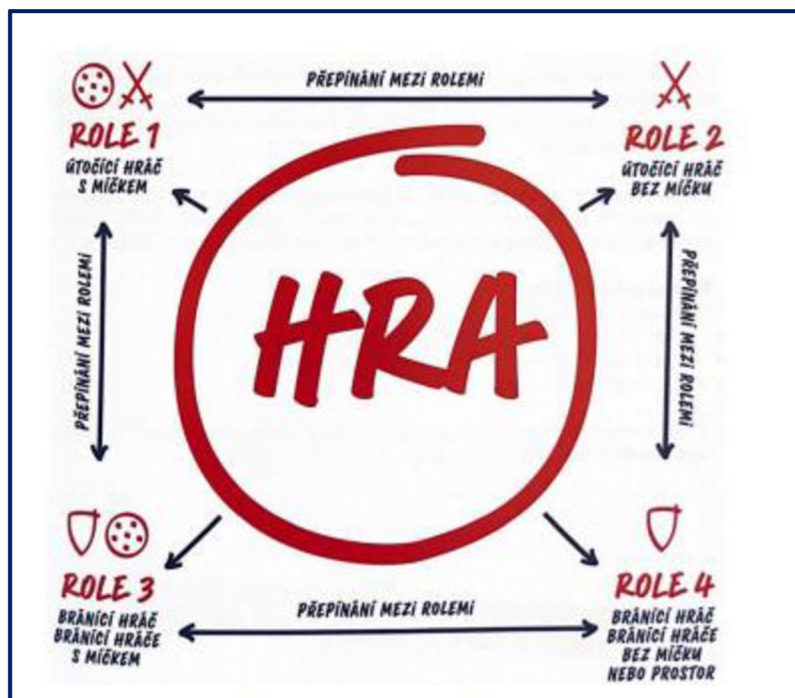 PŘEPÍNÁNÍ MEZI ROLEMI
ROLE 1
ÚTOČÍCÍ HRÁČ
S MÍČKEM
ROLE 2
ÚTOČÍCÍ HRÁČ
BEZ MÍČKU
PŘEPÍNÁNÍ MEZI ROLEMI
HRA
PŘEPÍNÁNÍ MEZI ROLEMI
ROLE 3
BRÁNÍCÍ HRÁČ
BRÁNÍCÍ HRÁČE
S MÍČKEM
PŘEPÍNÁNÍ MEZI ROLEMI
ROLE 4
BRÁNÍCÍ HRÁČ
BRÁNÍCÍ HRÁČE
BEZ MÍČKU
NEBO PROSTOR